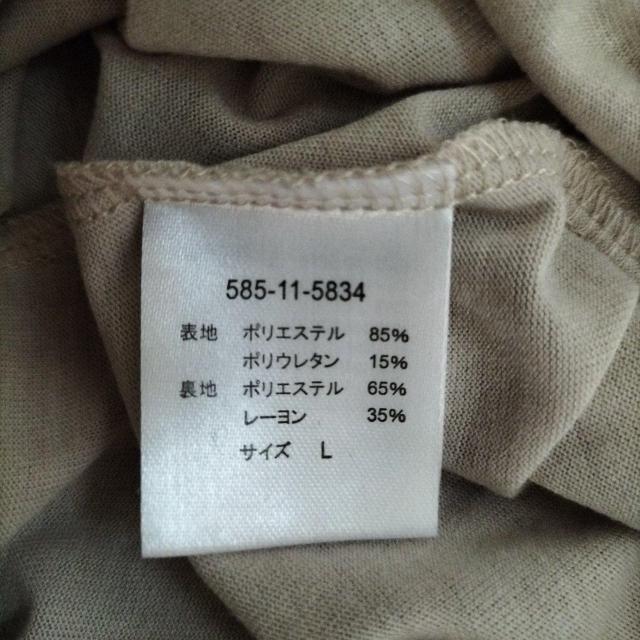 585-11-5834
表地 ポリエステル 85%
ポリウレタン 15%
裏地 ポリエステル 65%
レーヨン 35%
サイズ L